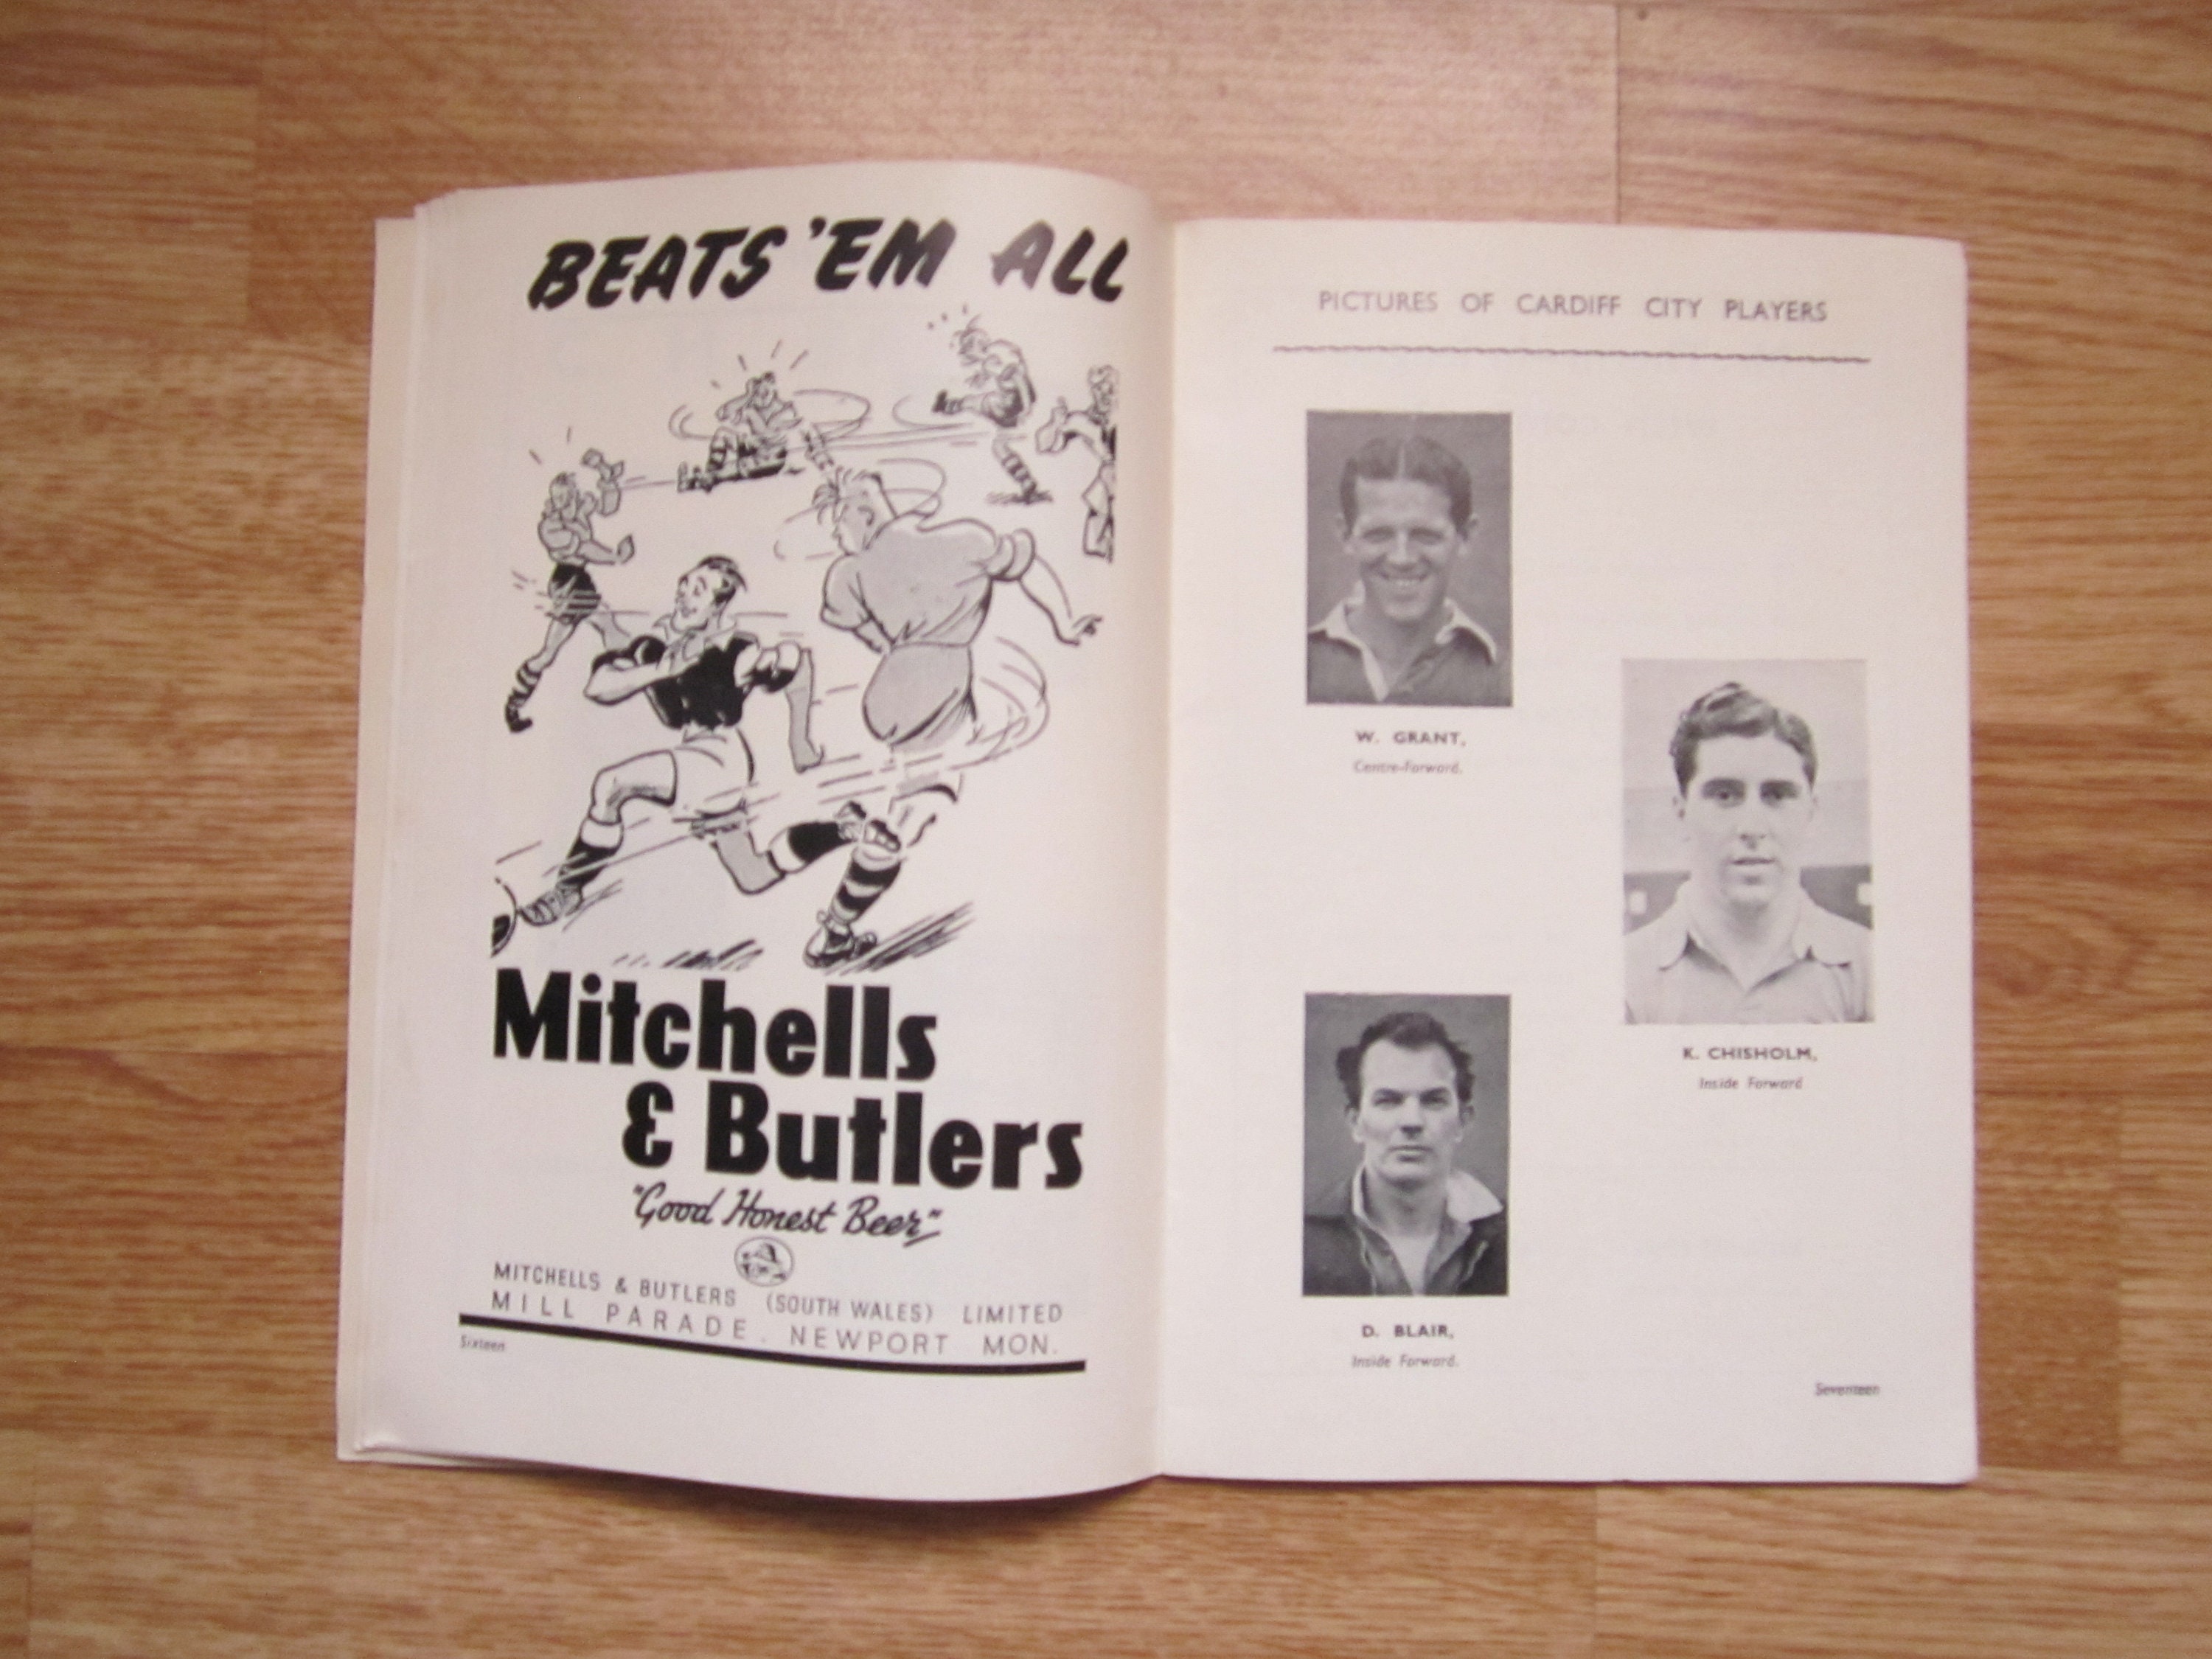 BEATS 'EM ALL
Mitchells
& Butlers
"Good Honest Beer"
MITCHELLS & BUTLERS (SOUTH WALES) LIMITED
MILL PARADE. NEWPORT MON.
Sixteen
PICTURES OF CARDIFF CITY PLAYERS
W. GRANT,
Centre-Forward.
K. CHISHOLM,
Inside Forward
D. BLAIR,
Inside Forward.
Seventeen